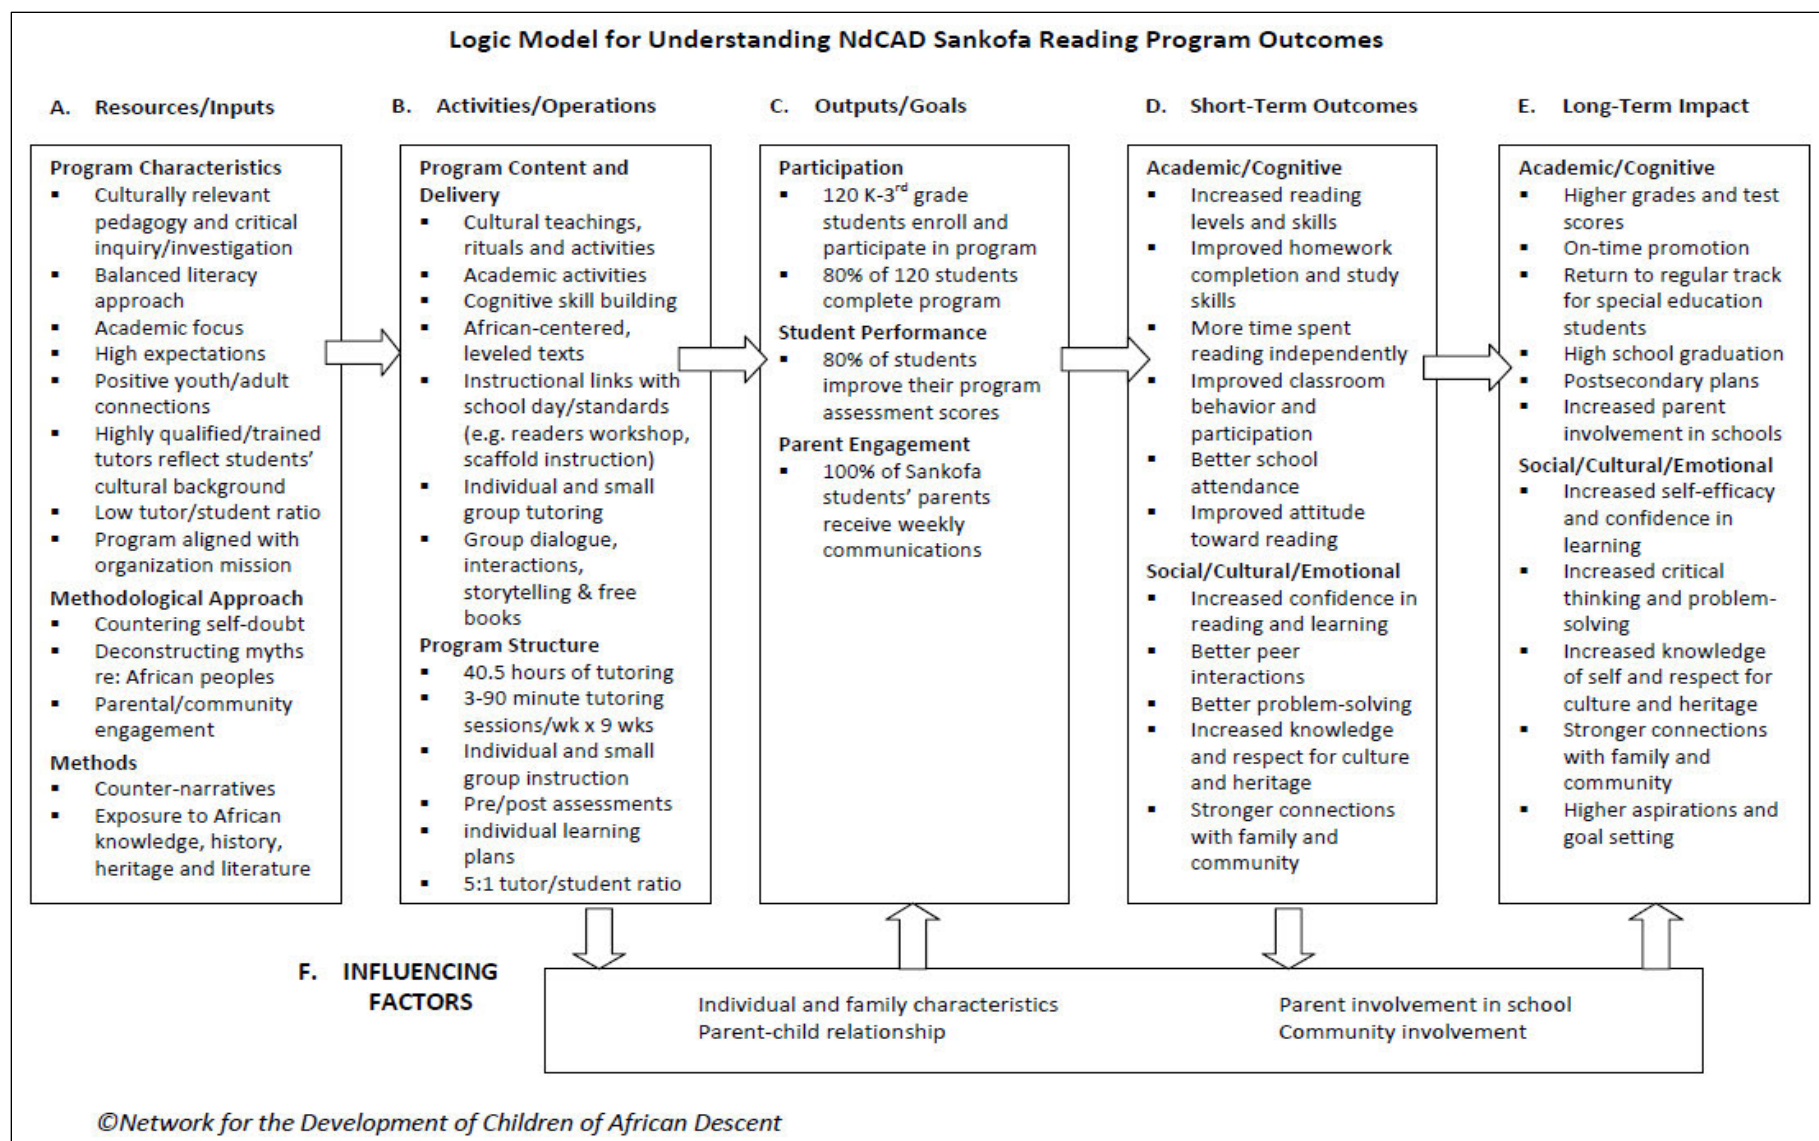 Logic Model for Understanding NdCAD Sankofa Reading Program Outcomes
A. Resources/Inputs
Program Characteristics
▪ Culturally relevant
pedagogy and critical
inquiry/investigation
▪ Balanced literacy
approach
▪ Academic focus
▪ High expectations
▪ Positive youth/adult
connections
▪ Highly qualified/trained
tutors reflect students’
cultural background
▪ Low tutor/student ratio
▪ Program aligned with
organization mission
Methodological Approach
▪ Countering self-doubt
▪ Deconstructing myths
re: African peoples
▪ Parental/community
engagement
Methods
▪ Counter-narratives
▪ Exposure to African
knowledge, history,
heritage and literature
B. Activities/Operations
Program Content and
Delivery
▪ Cultural teachings,
rituals and activities
▪ Academic activities
▪ Cognitive skill building
▪ African-centered,
leveled texts
▪ Instructional links with
school day/standards
(e.g. readers workshop,
scaffold instruction)
▪ Individual and small
group tutoring
▪ Group dialogue,
interactions,
storytelling & free
books
Program Structure
▪ 40.5 hours of tutoring
▪ 3-90 minute tutoring
sessions/wk x 9 wks
▪ Individual and small
group instruction
▪ Pre/post assessments
▪ individual learning
plans
▪ 5:1 tutor/student ratio
C. Outputs/Goals
Participation
▪ 120 K-3rd grade
students enroll and
participate in program
▪ 80% of 120 students
complete program
Student Performance
▪ 80% of students
improve their program
assessment scores
Parent Engagement
▪ 100% of Sankofa
students’ parents
receive weekly
communications
D. Short-Term Outcomes
Academic/Cognitive
▪ Increased reading
levels and skills
▪ Improved homework
completion and study
skills
▪ More time spent
reading independently
▪ Improved classroom
behavior and
participation
▪ Better school
attendance
▪ Improved attitude
toward reading
Social/Cultural/Emotional
▪ Increased confidence in
reading and learning
▪ Better peer
interactions
▪ Better problem-solving
▪ Increased knowledge
and respect for culture
and heritage
▪ Stronger connections
with family and
community
E. Long-Term Impact
Academic/Cognitive
▪ Higher grades and test
scores
▪ On-time promotion
▪ Return to regular track
for special education
students
▪ High school graduation
▪ Postsecondary plans
▪ Increased parent
involvement in schools
Social/Cultural/Emotional
▪ Increased self-efficacy
and confidence in
learning
▪ Increased critical
thinking and problem-
solving
▪ Increased knowledge
of self and respect for
culture and heritage
▪ Stronger connections
with family and
community
▪ Higher aspirations and
goal setting
F. INFLUENCING
FACTORS
Individual and family characteristics
Parent-child relationship
Parent involvement in school
Community involvement
©Network for the Development of Children of African Descent